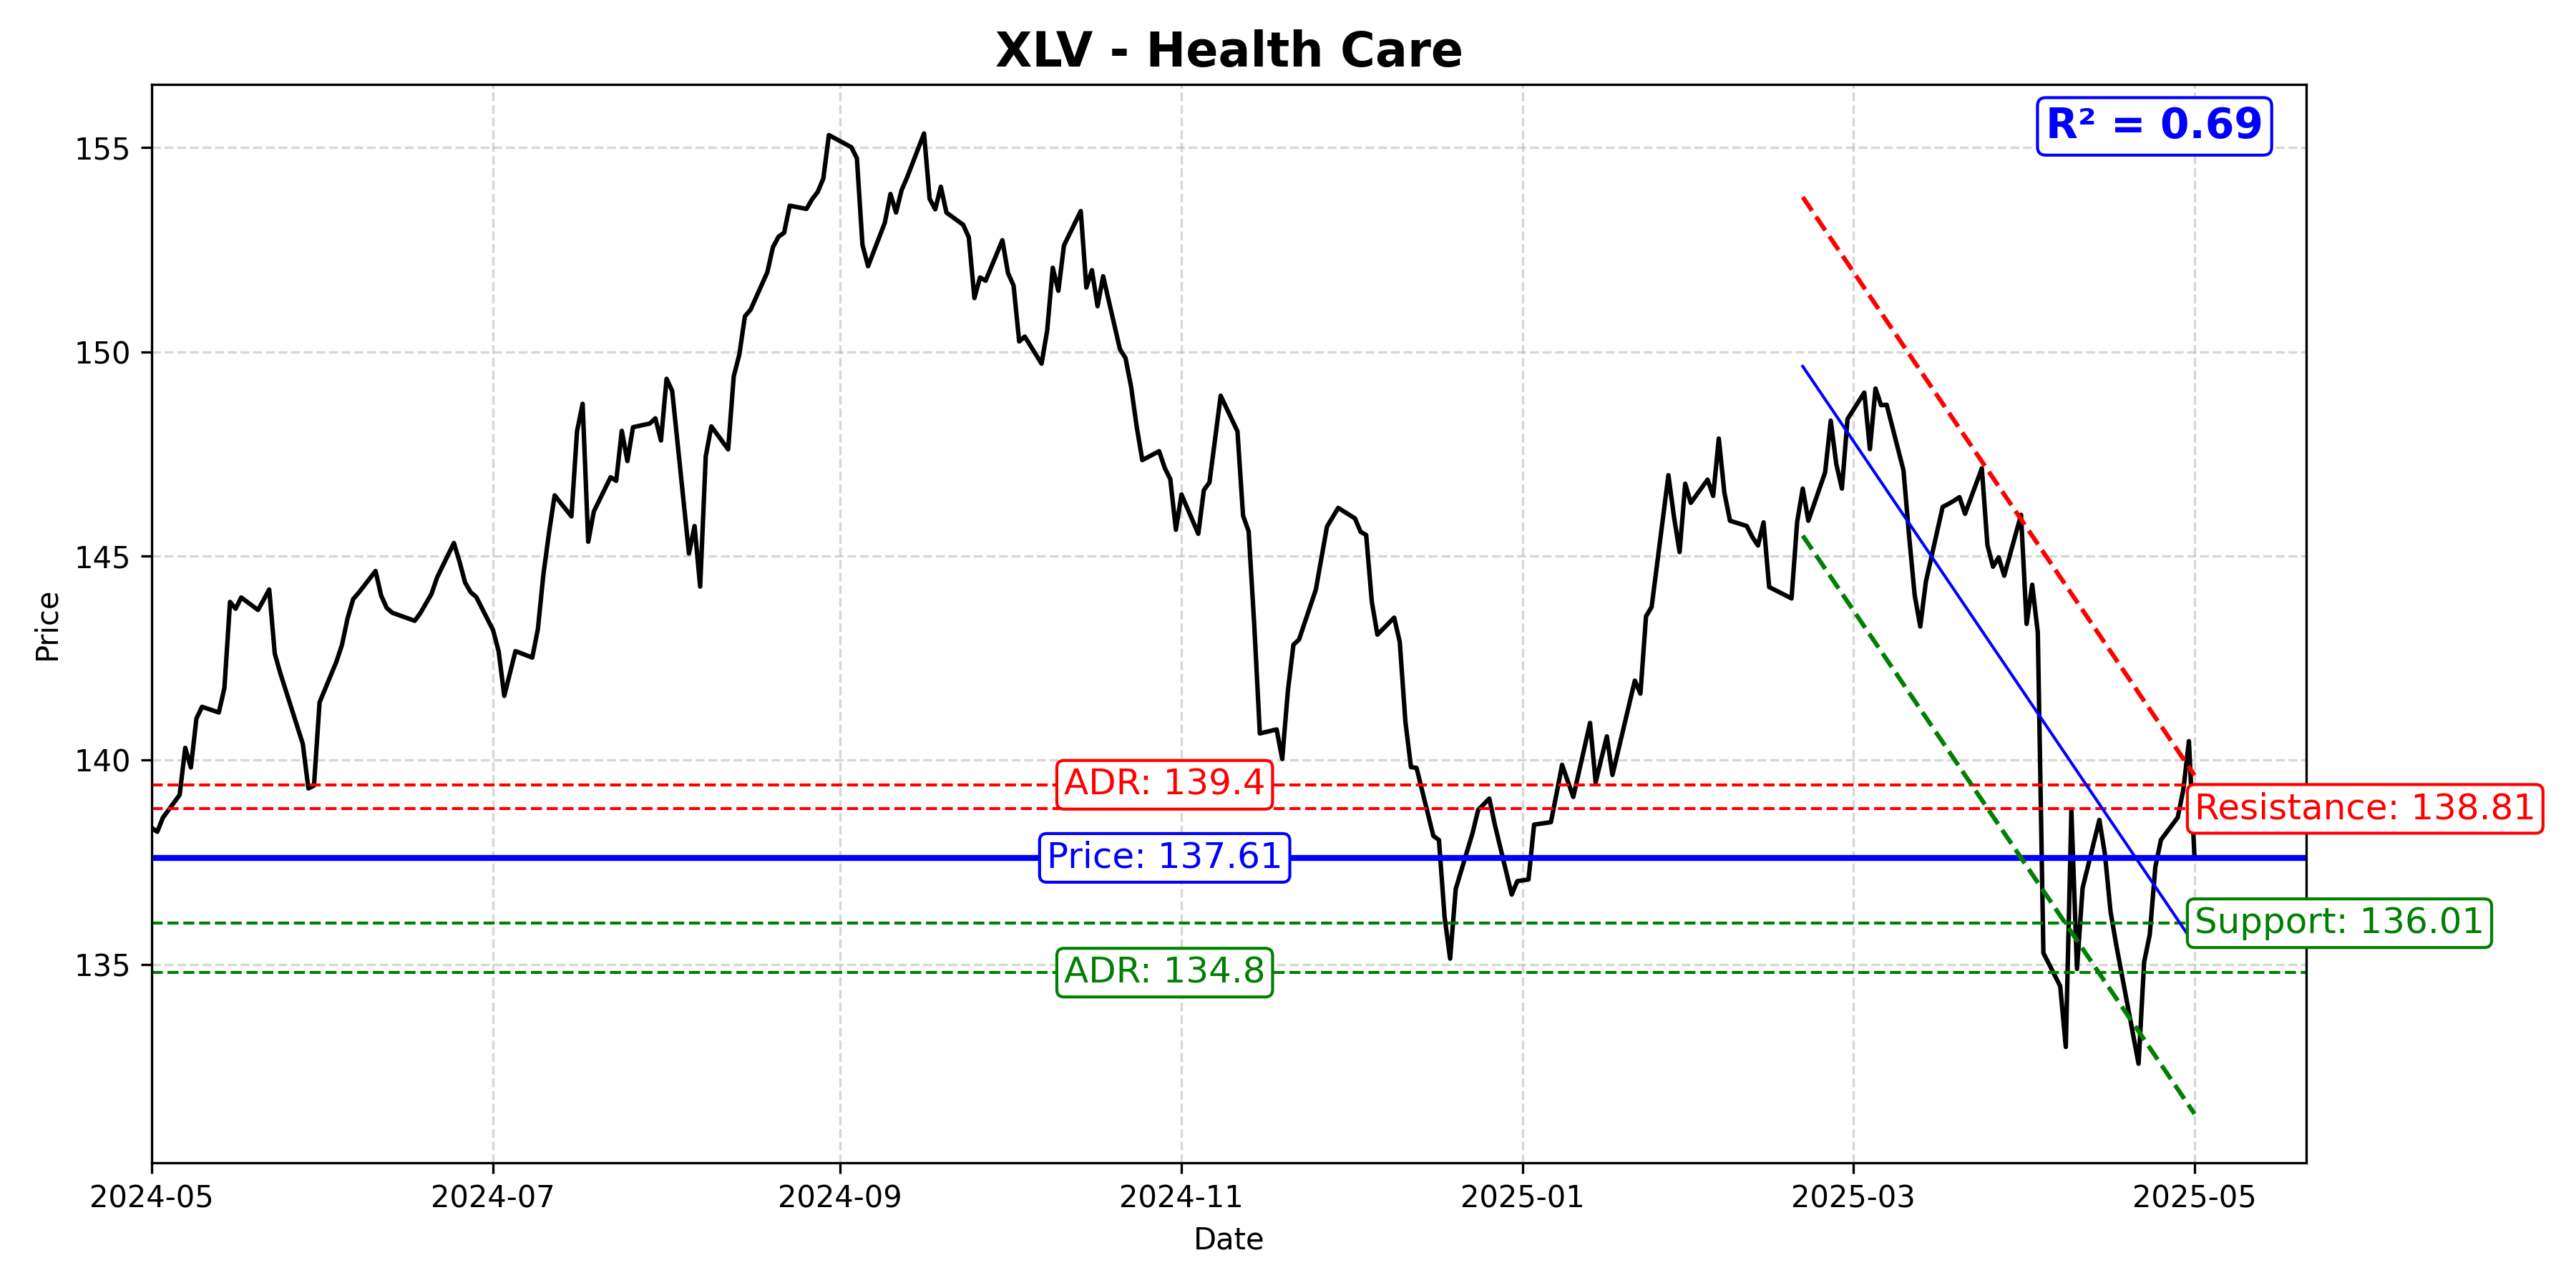 XLV - Health Care
R² = 0.69
155
150
145
140
135
Price
ADR: 139.4
Resistance: 138.81
Price: 137.61
Support: 136.01
ADR: 134.8
2024-05
2024-07
2024-09
2024-11
2025-01
2025-03
2025-05
Date